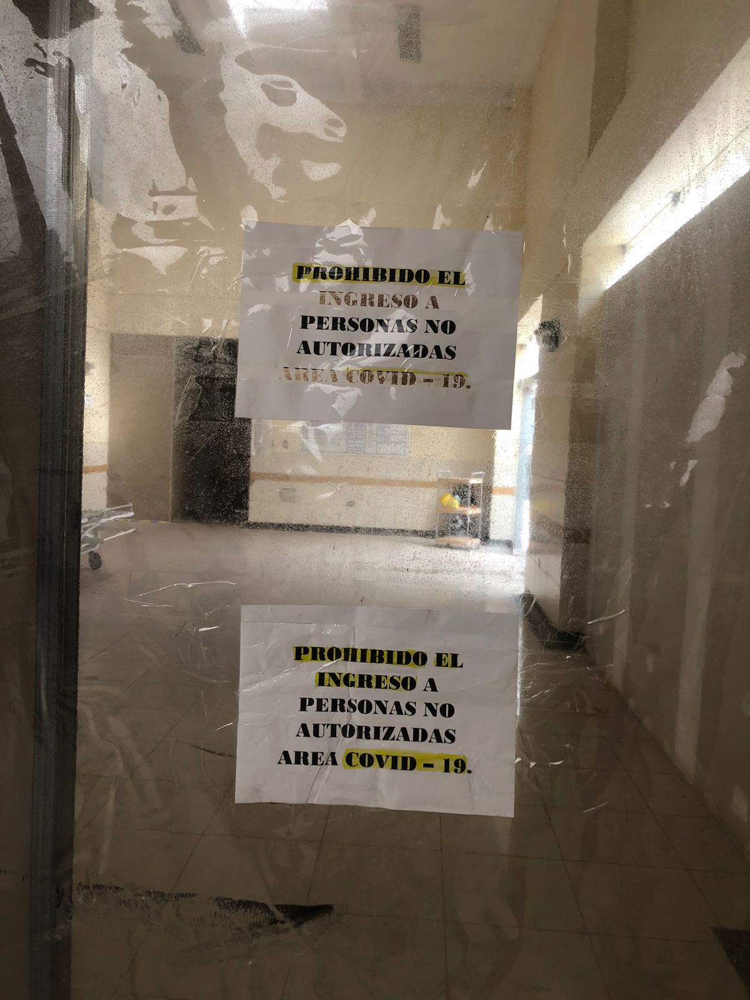 PROHIBIDO EL
INGRESO A
PERSONAS NO
AUTORIZADAS
AREA COVID – 19.
PROHIBIDO EL
INGRESO A
PERSONAS NO
AUTORIZADAS
AREA COVID – 19.